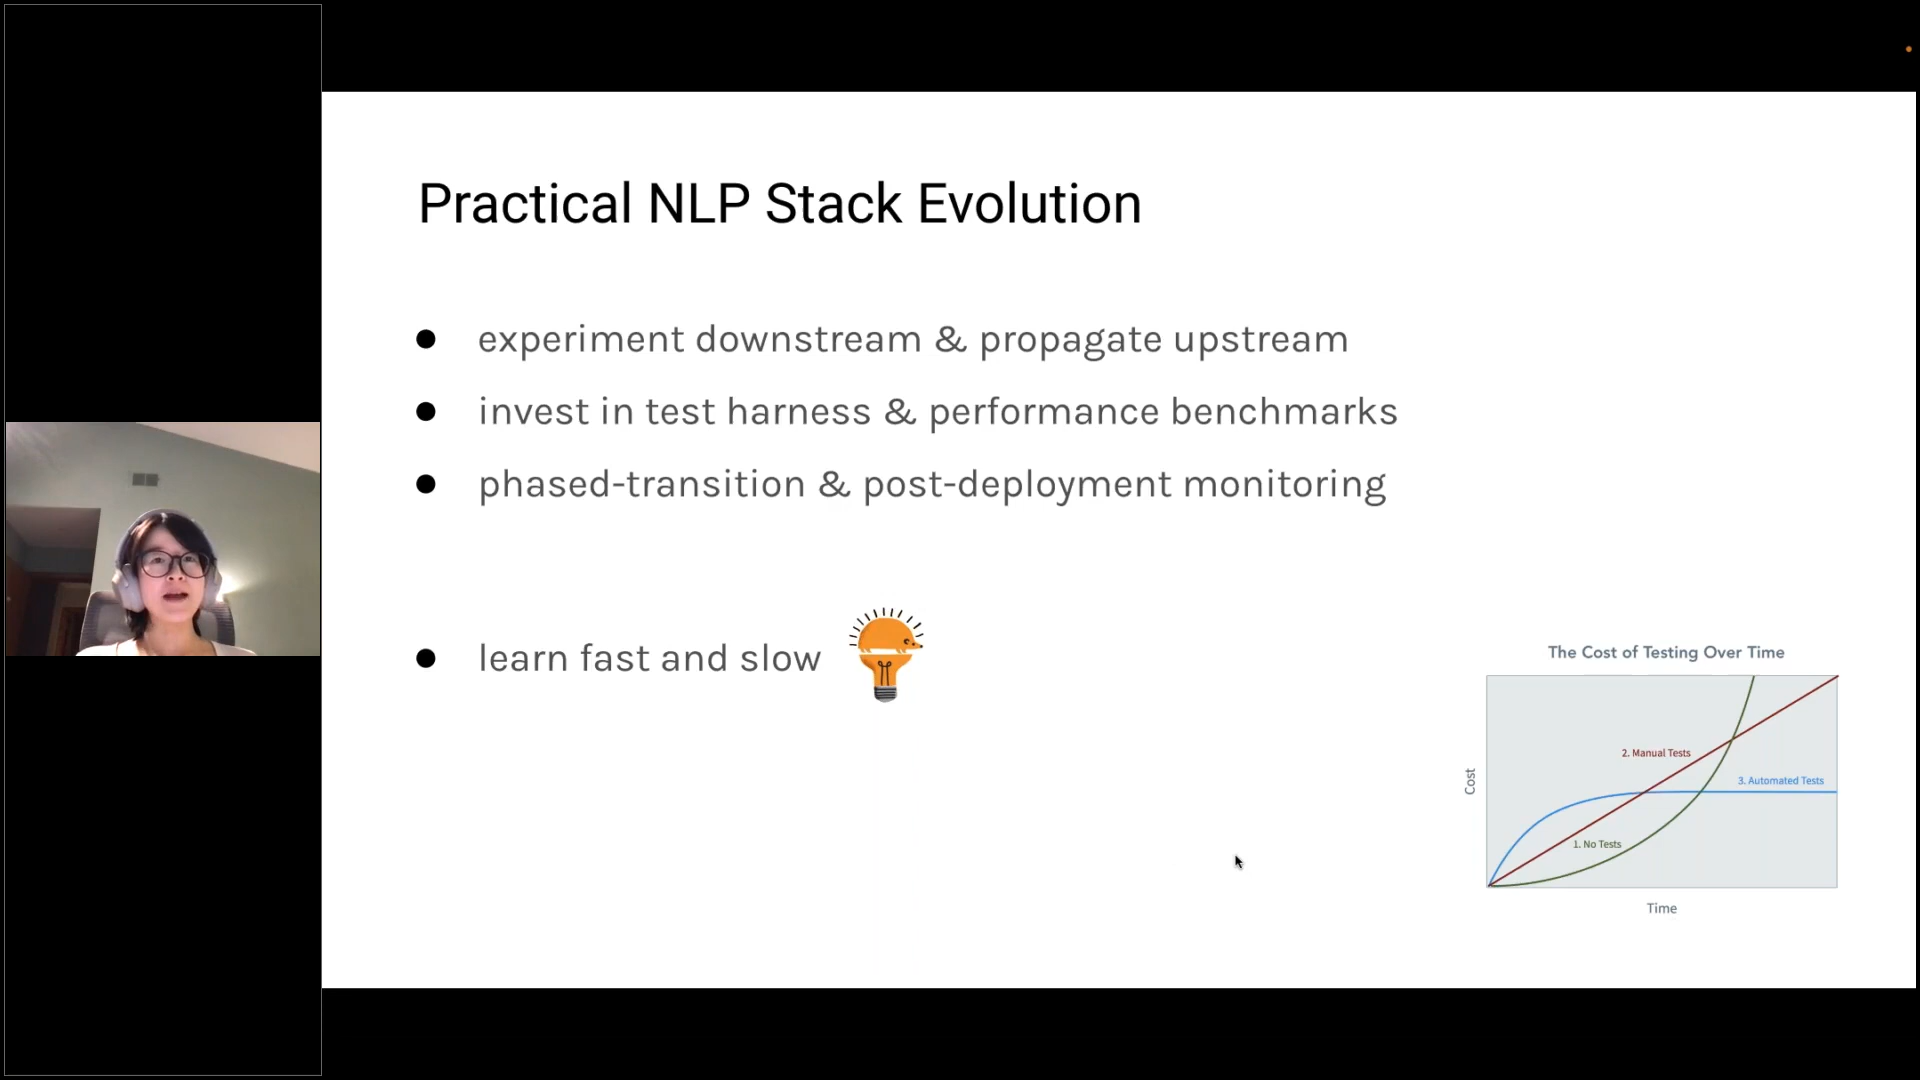 Practical NLP Stack Evolution
experiment downstream & propagate upstream
invest in test harness & performance benchmarks
phased-transition & post-deployment monitoring
learn fast and slow
The Cost of Testing Over Time
2. Manual Tests
3. Automated Tests
Cost
1. No Tests
Time